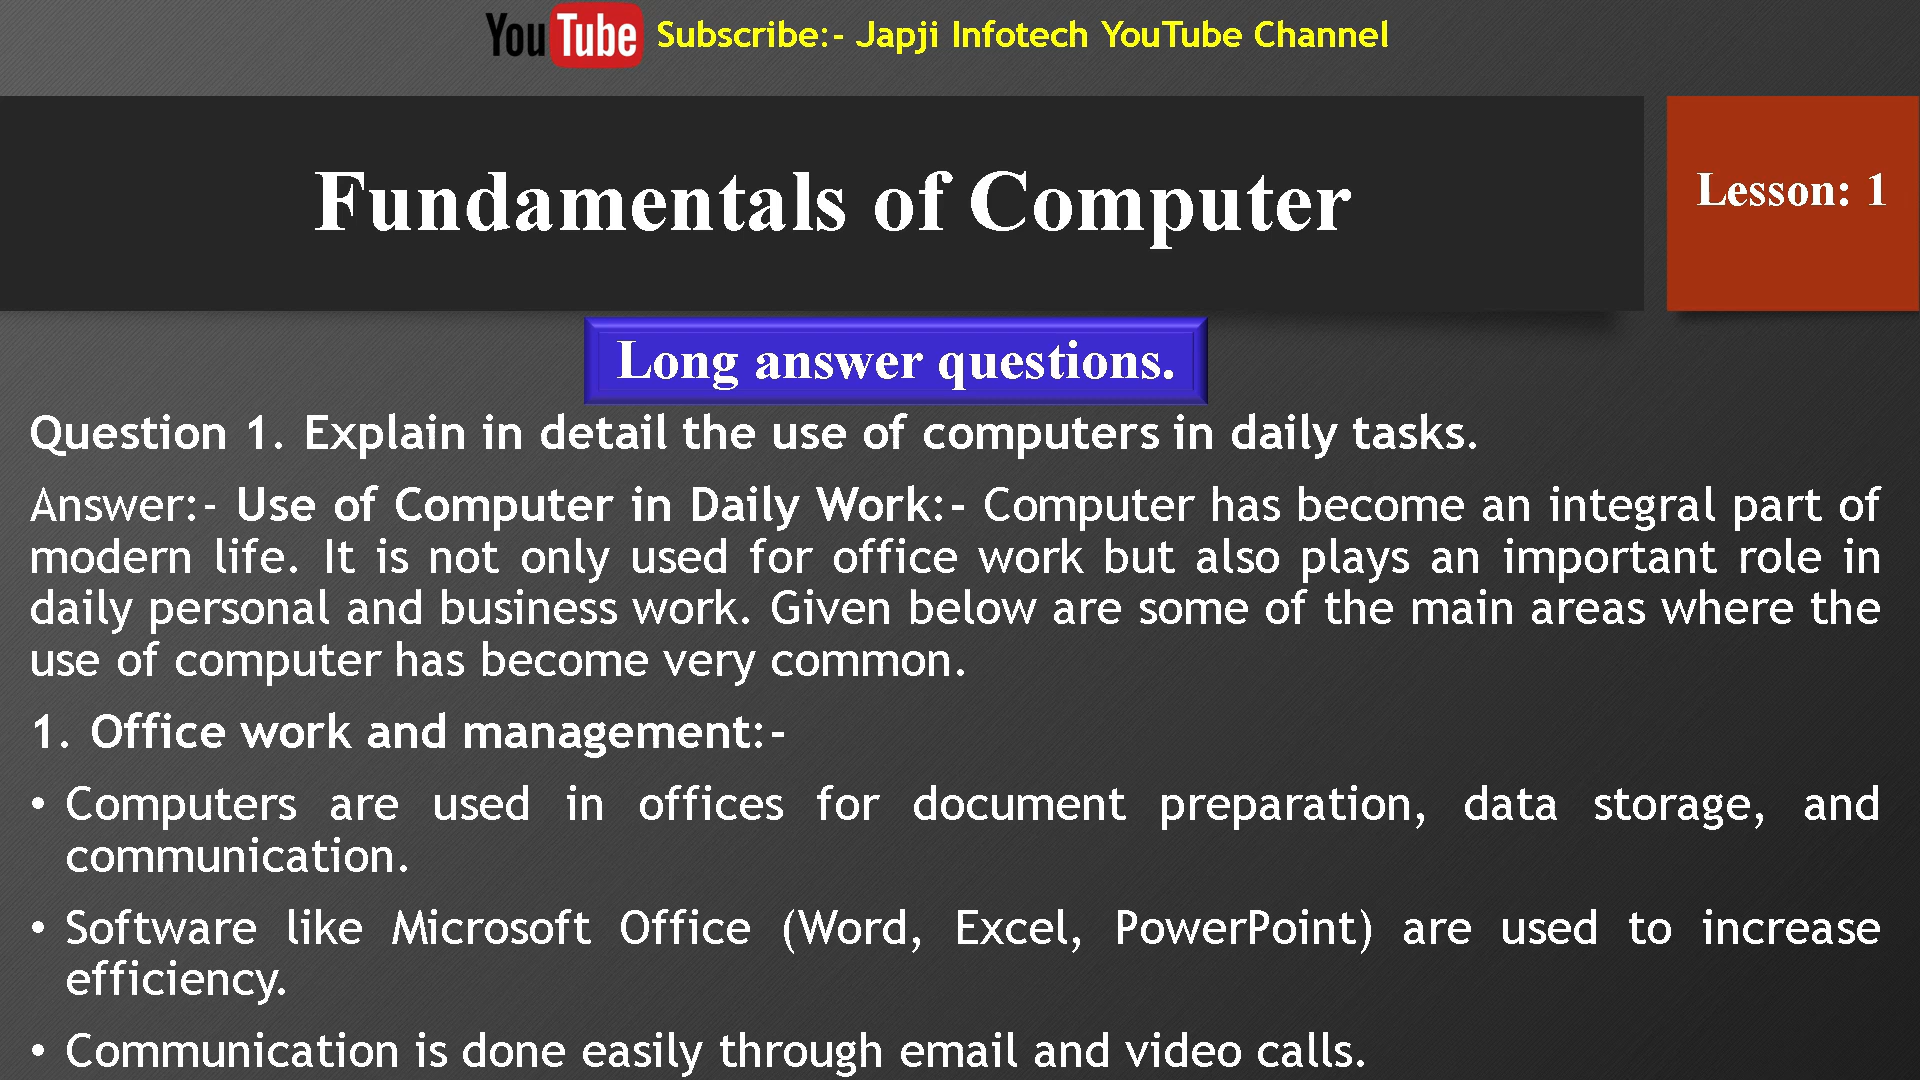 YouTube Subscribe:- Japji Infotech YouTube Channel
Fundamentals of Computer
Lesson: 1
Long answer questions.
Question 1. Explain in detail the use of computers in daily tasks.
Answer:- Use of Computer in Daily Work:- Computer has become an integral part of
modern life. It is not only used for office work but also plays an important role in
daily personal and business work. Given below are some of the main areas where the
use of computer has become very common.
1. Office work and management:-
• Computers are used in offices for document preparation, data storage, and
communication.
• Software like Microsoft Office (Word, Excel, PowerPoint) are used to increase
efficiency.
• Communication is done easily through email and video calls.